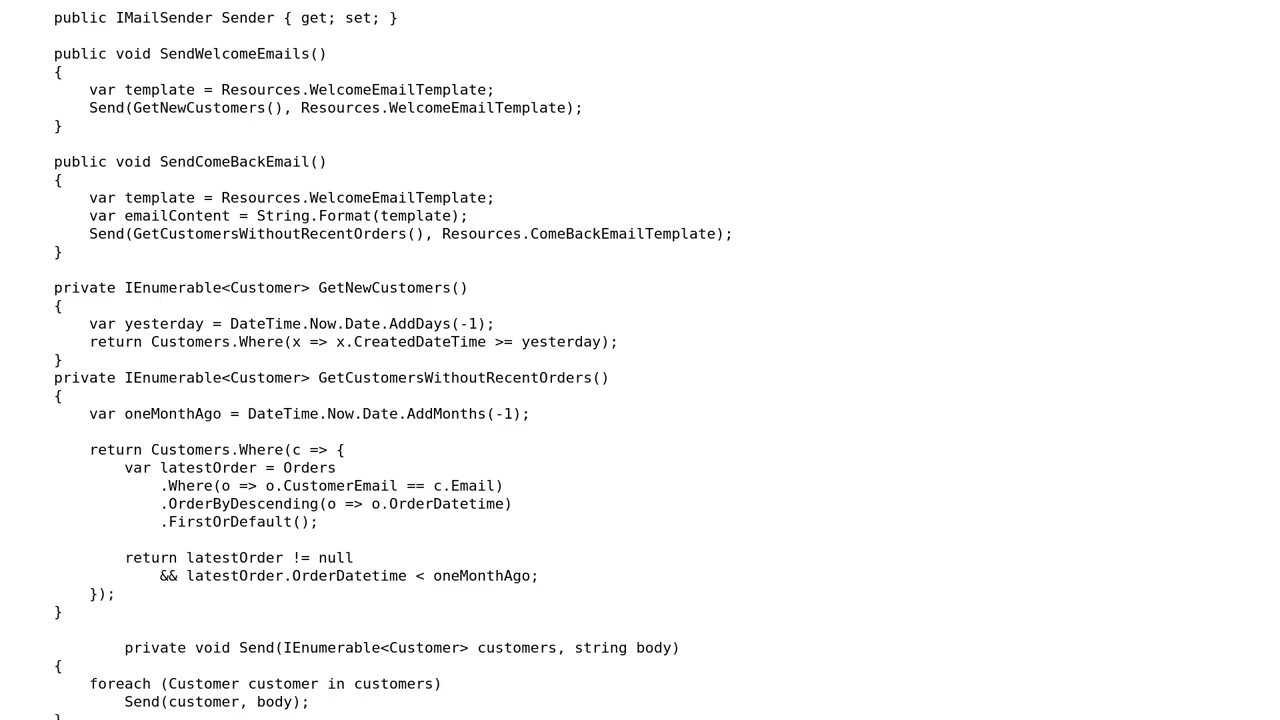 public IMailSender Sender { get; set; }
public void SendWelcomeEmails()
{
var template = Resources.WelcomeEmailTemplate;
Send(GetNewCustomers(), Resources.WelcomeEmailTemplate);
}
public void SendComeBackEmail()
{
var template = Resources.WelcomeEmailTemplate;
var emailContent = String.Format(template);
Send(GetCustomersWithoutRecentOrders(), Resources.ComeBackEmailTemplate);
}
private IEnumerable<Customer> GetNewCustomers()
{
var yesterday = DateTime.Now.Date.AddDays(-1);
return Customers.Where(x => x.CreatedDateTime >= yesterday);
}
private IEnumerable<Customer> GetCustomersWithoutRecentOrders()
{
var oneMonthAgo = DateTime.Now.Date.AddMonths(-1);
return Customers.Where(c => {
var latestOrder = Orders
.Where(o => o.CustomerEmail == c.Email)
.OrderByDescending(o => o.OrderDatetime)
.FirstOrDefault();
return latestOrder != null
&& latestOrder.OrderDatetime < oneMonthAgo;
});
}
private void Send(IEnumerable<Customer> customers, string body)
{
foreach (Customer customer in customers)
Send(customer, body);
}